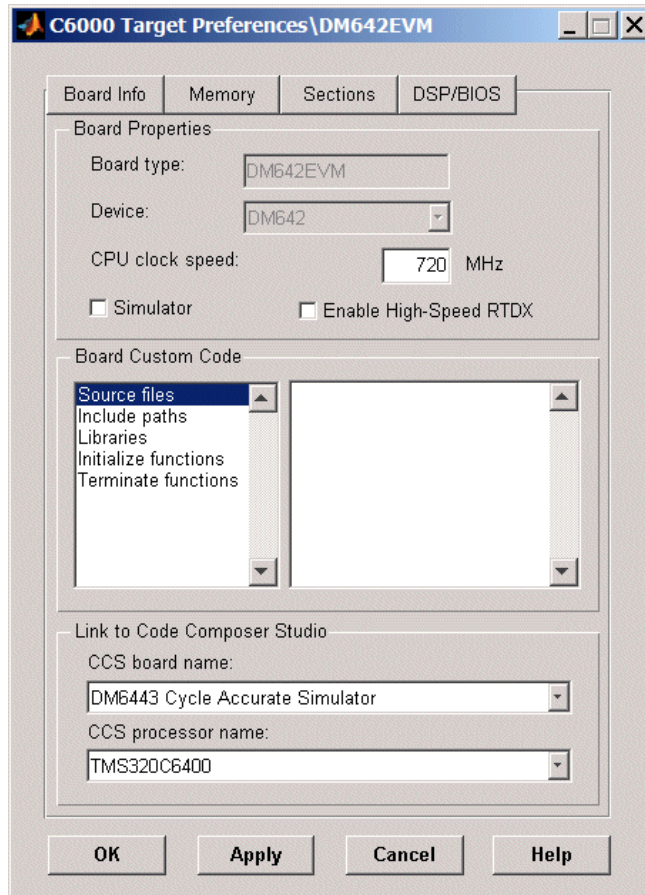 C6000 Target Preferences\DM642EVM
Board Info Memory Sections DSP/BIOS
Board Properties
Board type: DM642EVM
Device: DM642
CPU clock speed: 720 MHz
Simulator Enable High-Speed RTDX
Board Custom Code
Source files
Include paths
Libraries
Initialize functions
Terminate functions
Link to Code Composer Studio
CCS board name:
DM6443 Cycle Accurate Simulator
CCS processor name:
TMS320C6400
OK Apply Cancel Help